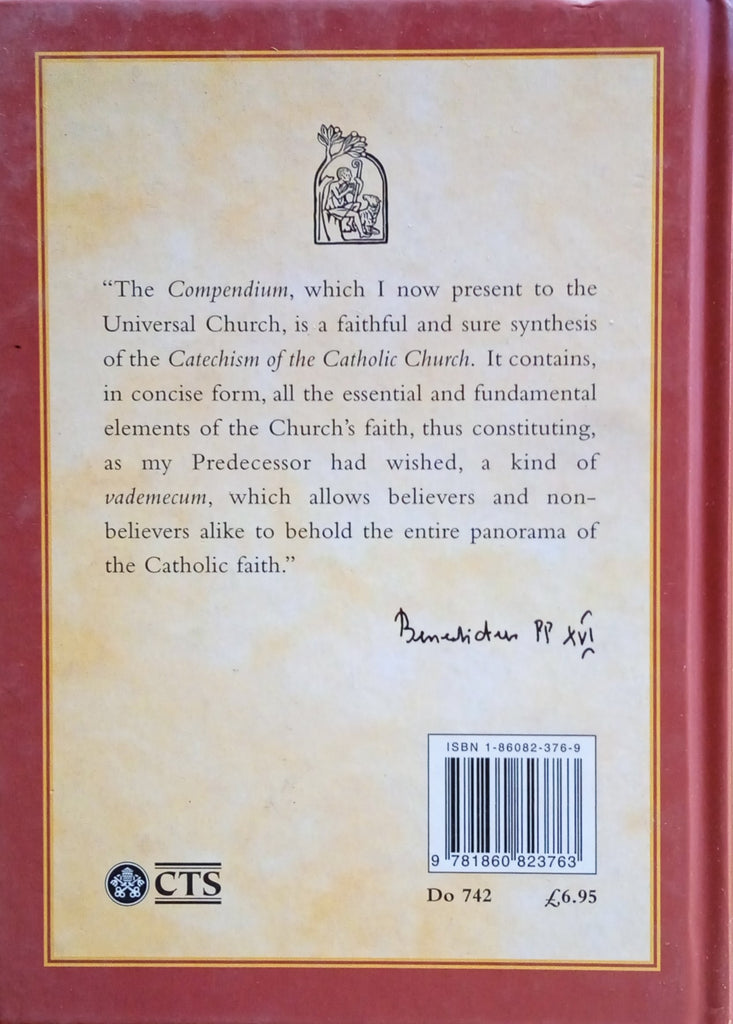 “The Compendium, which I now present to the
Universal Church, is a faithful and sure synthesis
of the Catechism of the Catholic Church. It contains,
in concise form, all the essential and fundamental
elements of the Church’s faith, thus constituting,
as my Predecessor had wished, a kind of
vademecum, which allows believers and non-
believers alike to behold the entire panorama of
the Catholic faith.”
Benedictus PP XVI
ISBN 1-86082-376-9
9 781860 823763
Do 742 £6.95
CTS